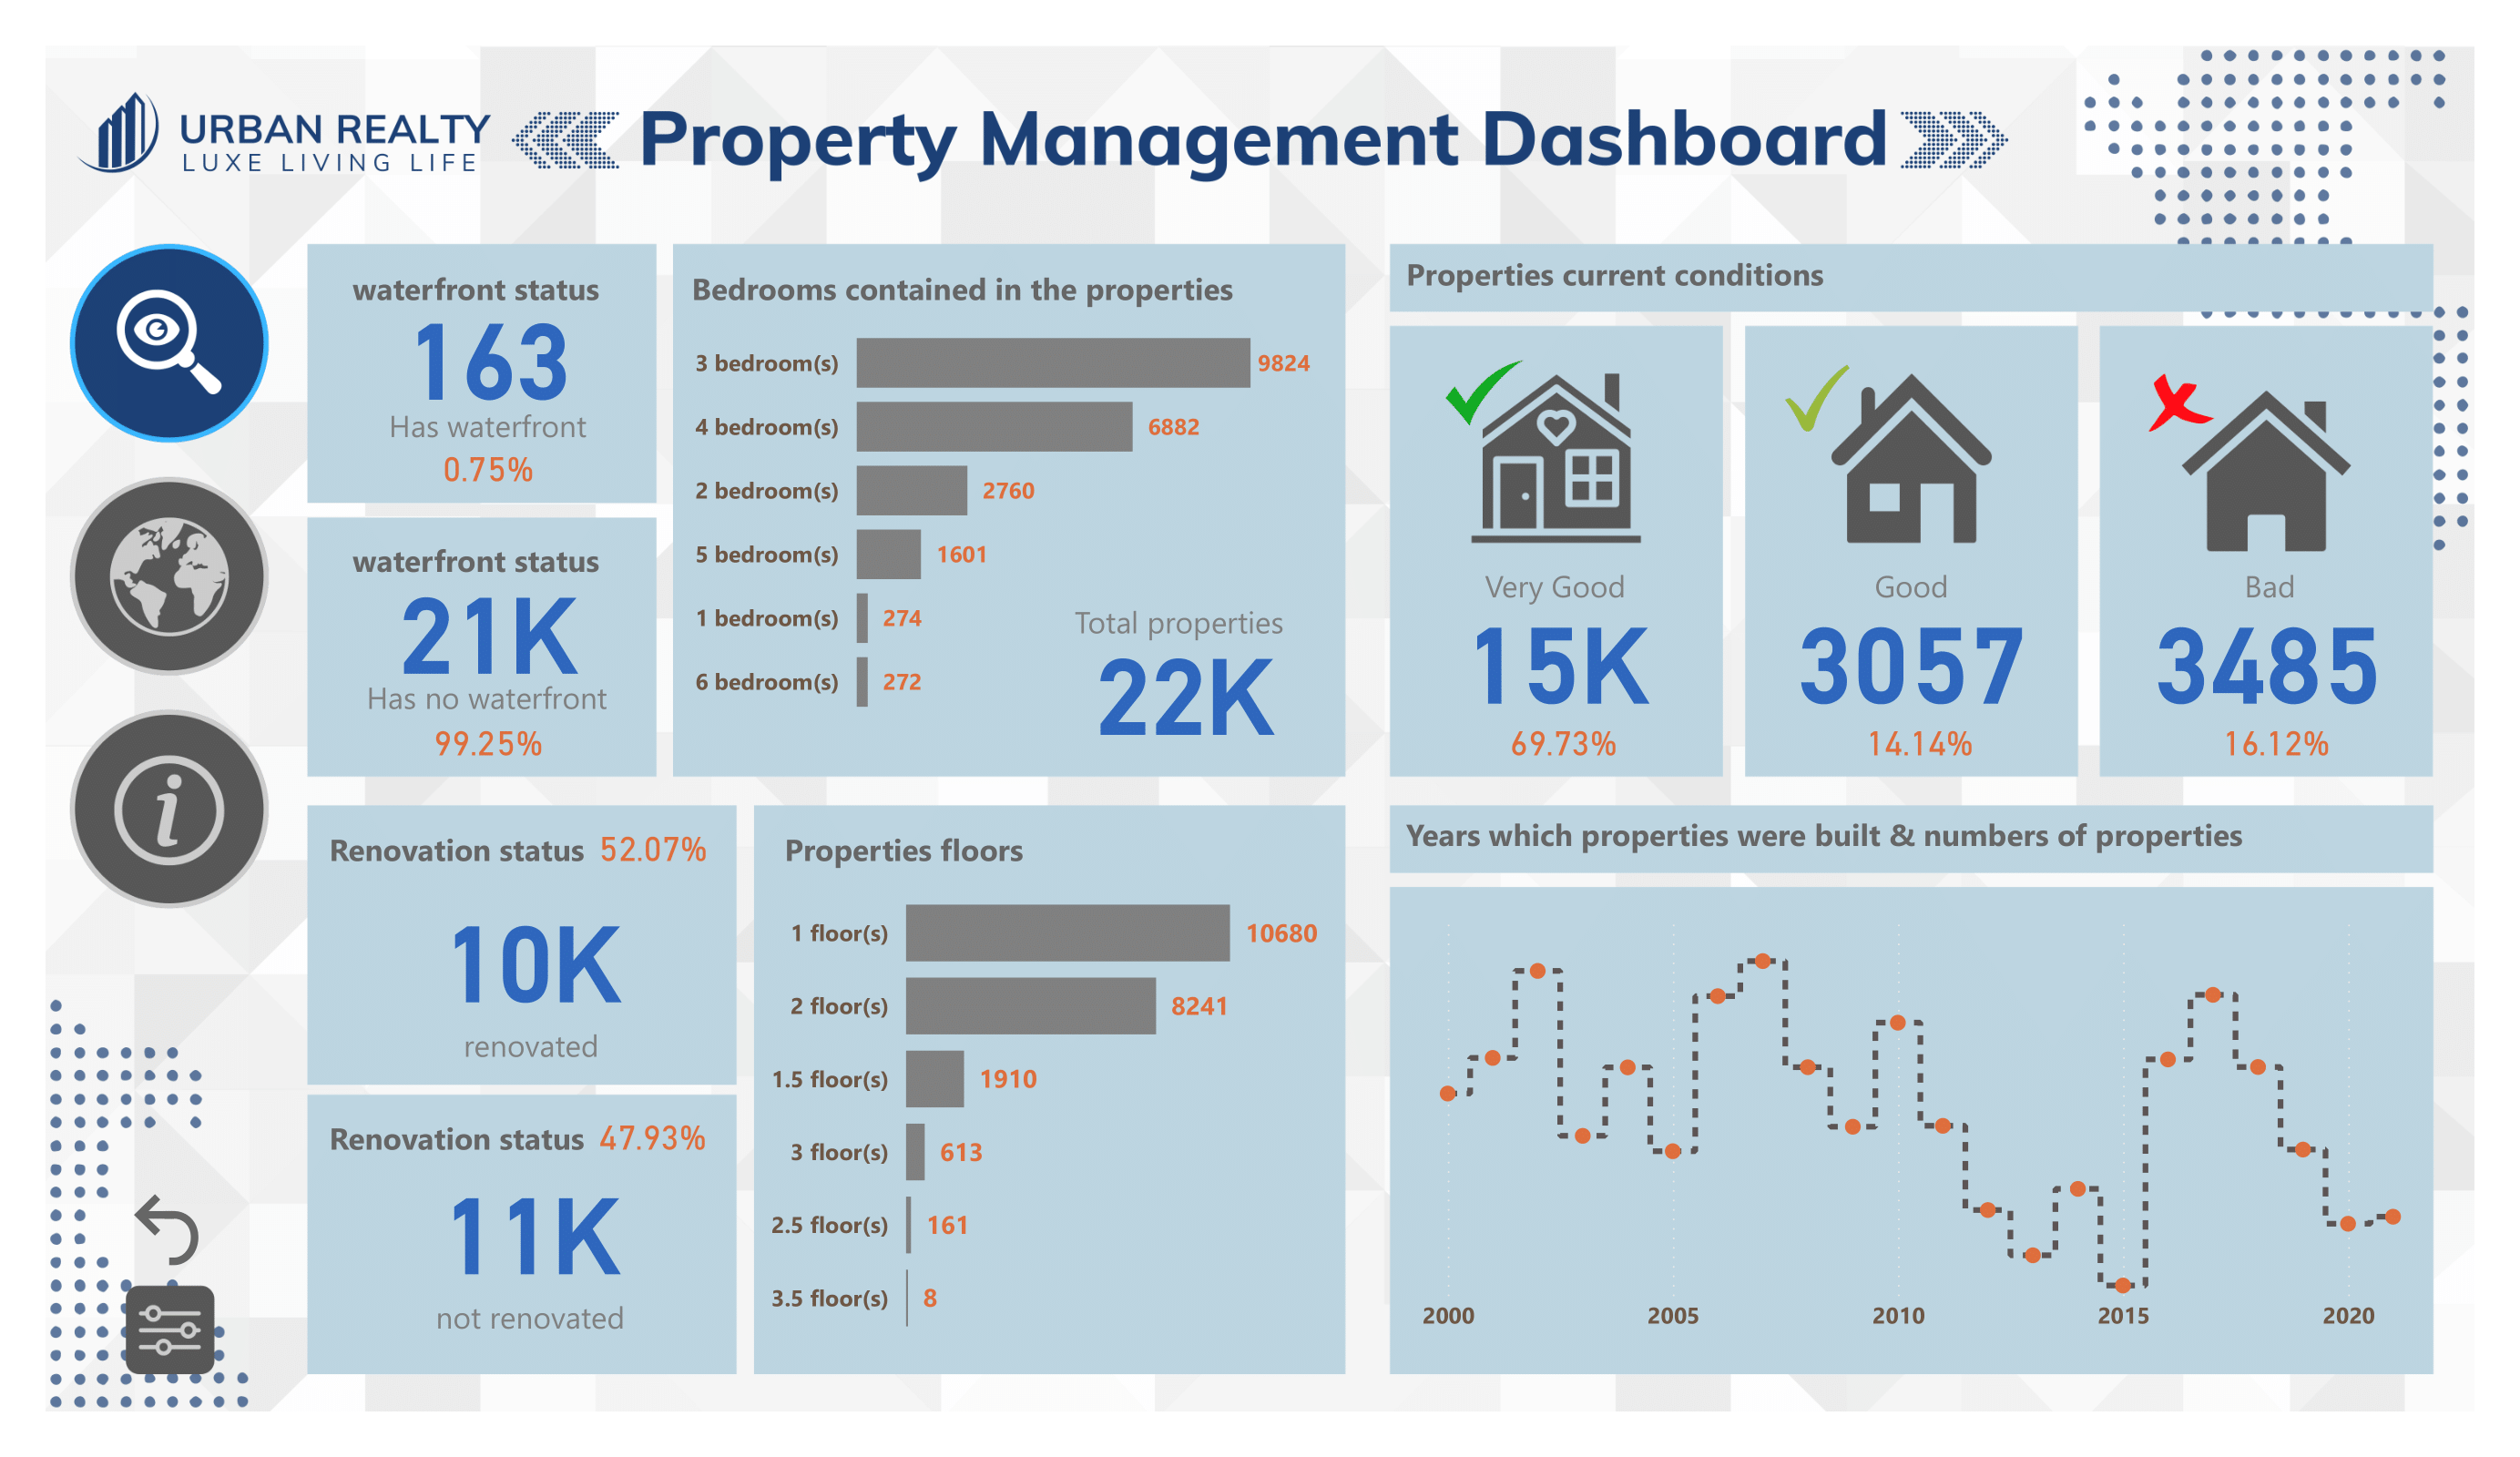 URBAN REALTY
LUXE LIVING LIFE
Property Management Dashboard
waterfront status
163
Has waterfront
0.75%
waterfront status
21K
Has no waterfront
99.25%
Bedrooms contained in the properties
3 bedroom(s) 9824
4 bedroom(s) 6882
2 bedroom(s) 2760
5 bedroom(s) 1601
1 bedroom(s) 274
6 bedroom(s) 272
Total properties
22K
Properties current conditions
Very Good
15K
69.73%
Good
3057
14.14%
Bad
3485
16.12%
Renovation status 52.07%
10K
renovated
Renovation status 47.93%
11K
not renovated
Properties floors
1 floor(s) 10680
2 floor(s) 8241
1.5 floor(s) 1910
3 floor(s) 613
2.5 floor(s) 161
3.5 floor(s) 8
Years which properties were built & numbers of properties
2000 2005 2010 2015 2020